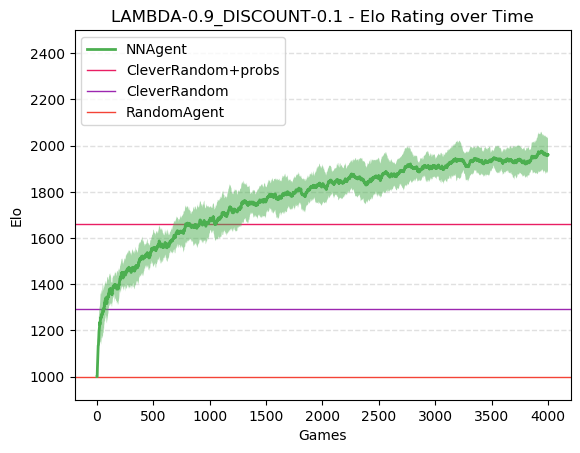 LAMBDA-0.9_DISCOUNT-0.1 - Elo Rating over Time
NNAgent
CleverRandom+probs
CleverRandom
RandomAgent
Elo
2400
2200
2000
1800
1600
1400
1200
1000
0 500 1000 1500 2000 2500 3000 3500 4000
Games